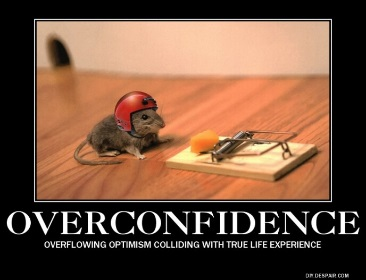 OVERCONFIDENCE
OVERFLOWING OPTIMISM COLLIDING WITH TRUE LIFE EXPERIENCE
DIY.DESPAIR.COM